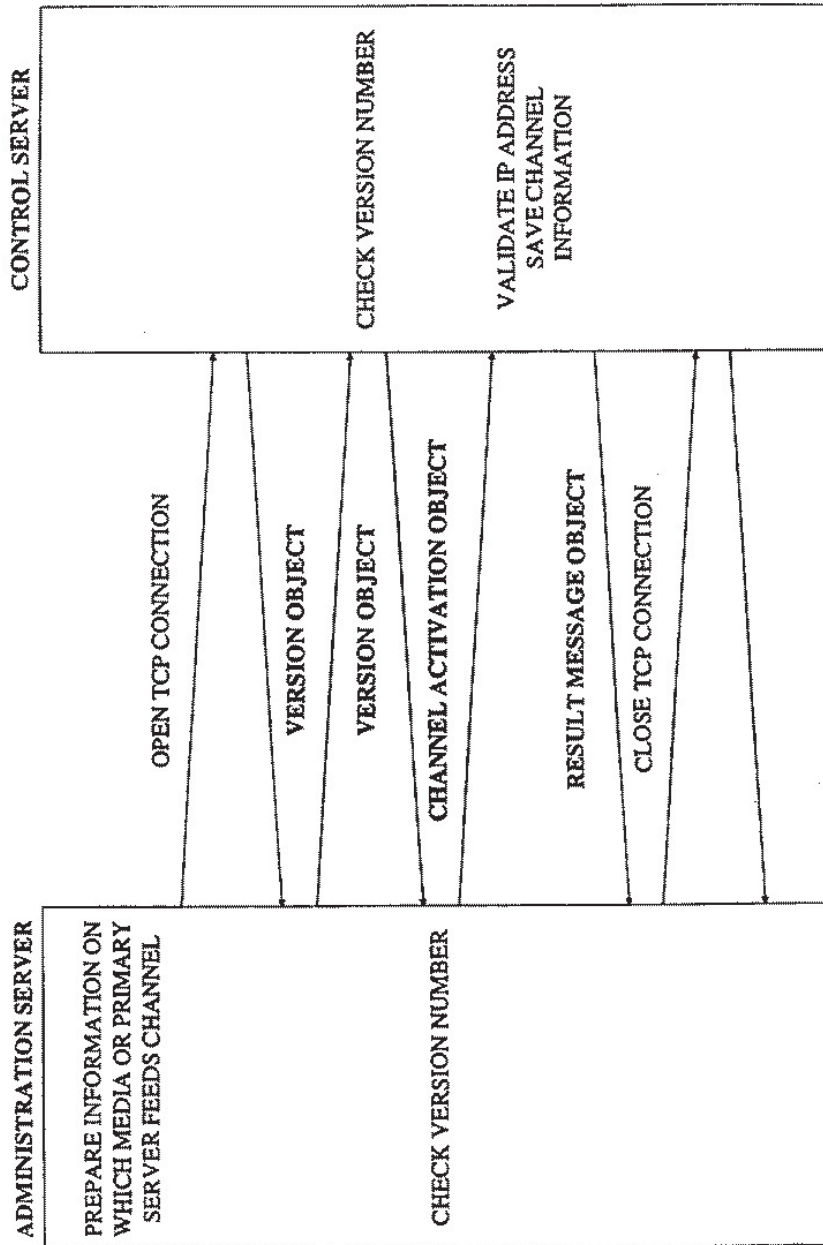 ADMINISTRATION SERVER
PREPARE INFORMATION ON
WHICH MEDIA OR PRIMARY
SERVER FEEDS CHANNEL
CHECK VERSION NUMBER
OPEN TCP CONNECTION
VERSION OBJECT
VERSION OBJECT
CHANNEL ACTIVATION OBJECT
RESULT MESSAGE OBJECT
CLOSE TCP CONNECTION
CONTROL SERVER
CHECK VERSION NUMBER
VALIDATE IP ADDRESS
SAVE CHANNEL
INFORMATION